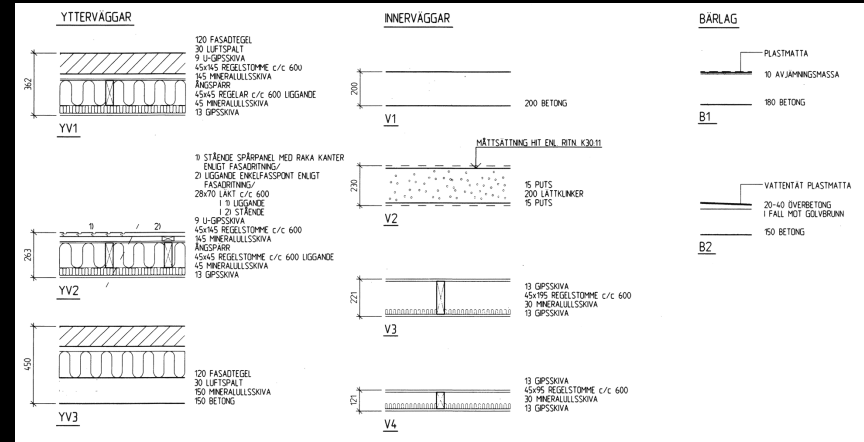 YTTERVÄGGAR
362
120 FASADTEGEL
30 LUFTSPALT
9 U-GIPSSKIVA
45x145 REGELSTOMME c/c 600
145 MINERALULLSSKIVA
ÅNGSPÄRR
45x45 REGELAR c/c 600 LIGGANDE
45 MINERALULLSSKIVA
13 GIPSSKIVA
YV1
1) STÅENDE SPÅRPANEL MED RAKA KANTER
ENLIGT FASADRITNING/
2) LIGGANDE ENKELFASSPONT ENLIGT
FASADRITNING/
28x70 LÄKT c/c 600
I 1) LIGGANDE
I 2) STÅENDE
9 U-GIPSSKIVA
45x145 REGELSTOMME c/c 600
145 MINERALULLSSKIVA
ÅNGSPÄRR
45x45 REGELSTOMME c/c 600 LIGGANDE
45 MINERALULLSSKIVA
13 GIPSSKIVA
1) / 2)
263
YV2
450
120 FASADTEGEL
30 LUFTSPALT
150 MINERALULLSSKIVA
150 BETONG
YV3
INNERVÄGGAR
200
200 BETONG
V1
MÅTTSÄTTNING HIT ENL. RITN. K30:11
230
15 PUTS
200 LÄTTKLINKER
15 PUTS
V2
221
13 GIPSSKIVA
45x195 REGELSTOMME c/c 600
30 MINERALULLSSKIVA
13 GIPSSKIVA
V3
121
13 GIPSSKIVA
45x95 REGELSTOMME c/c 600
30 MINERALULLSSKIVA
13 GIPSSKIVA
V4
BÄRLAG
PLASTMATTA
10 AVJÄMNINGSMASSA
180 BETONG
B1
VATTENTÄT PLASTMATTA
20-40 ÖVERBETONG
I FALL MOT GOLVBRUNN
150 BETONG
B2